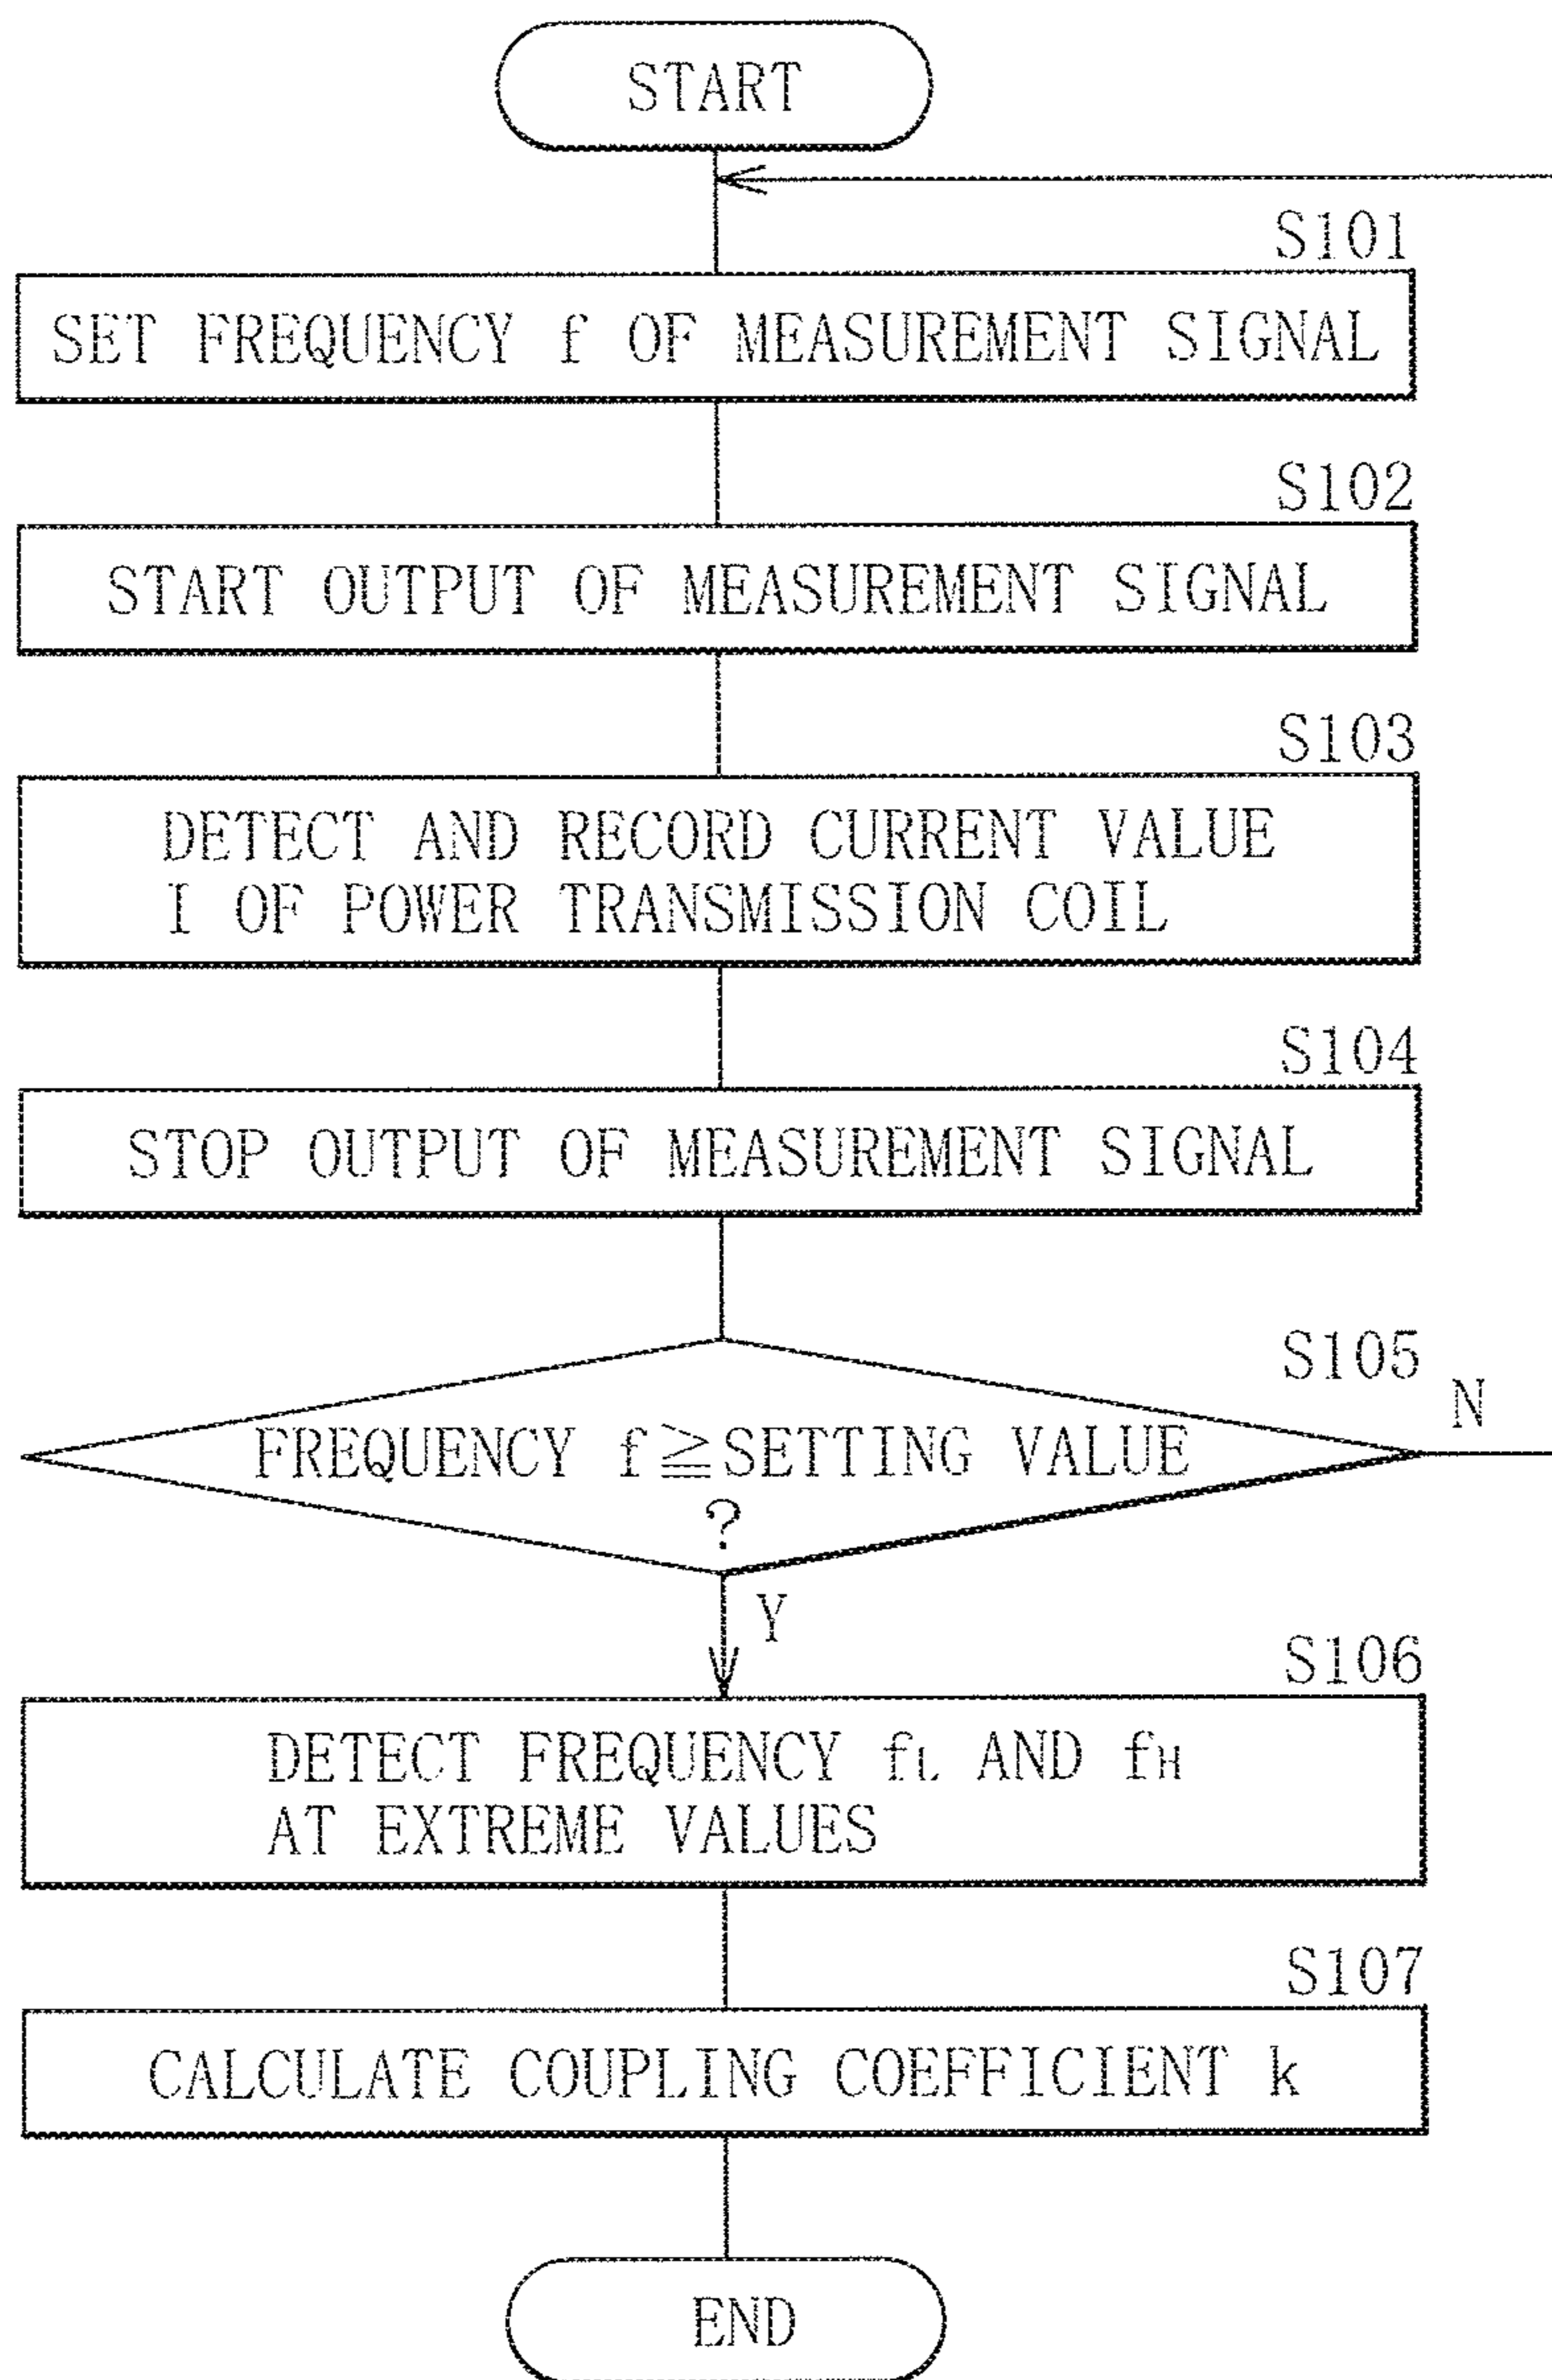 START
S101
SET FREQUENCY f OF MEASUREMENT SIGNAL
S102
START OUTPUT OF MEASUREMENT SIGNAL
S103
DETECT AND RECORD CURRENT VALUE
I OF POWER TRANSMISSION COIL
S104
STOP OUTPUT OF MEASUREMENT SIGNAL
S105
N
FREQUENCY f≧SETTING VALUE
?
Y
S106
DETECT FREQUENCY fL AND fH
AT EXTREME VALUES
S107
CALCULATE COUPLING COEFFICIENT k
END